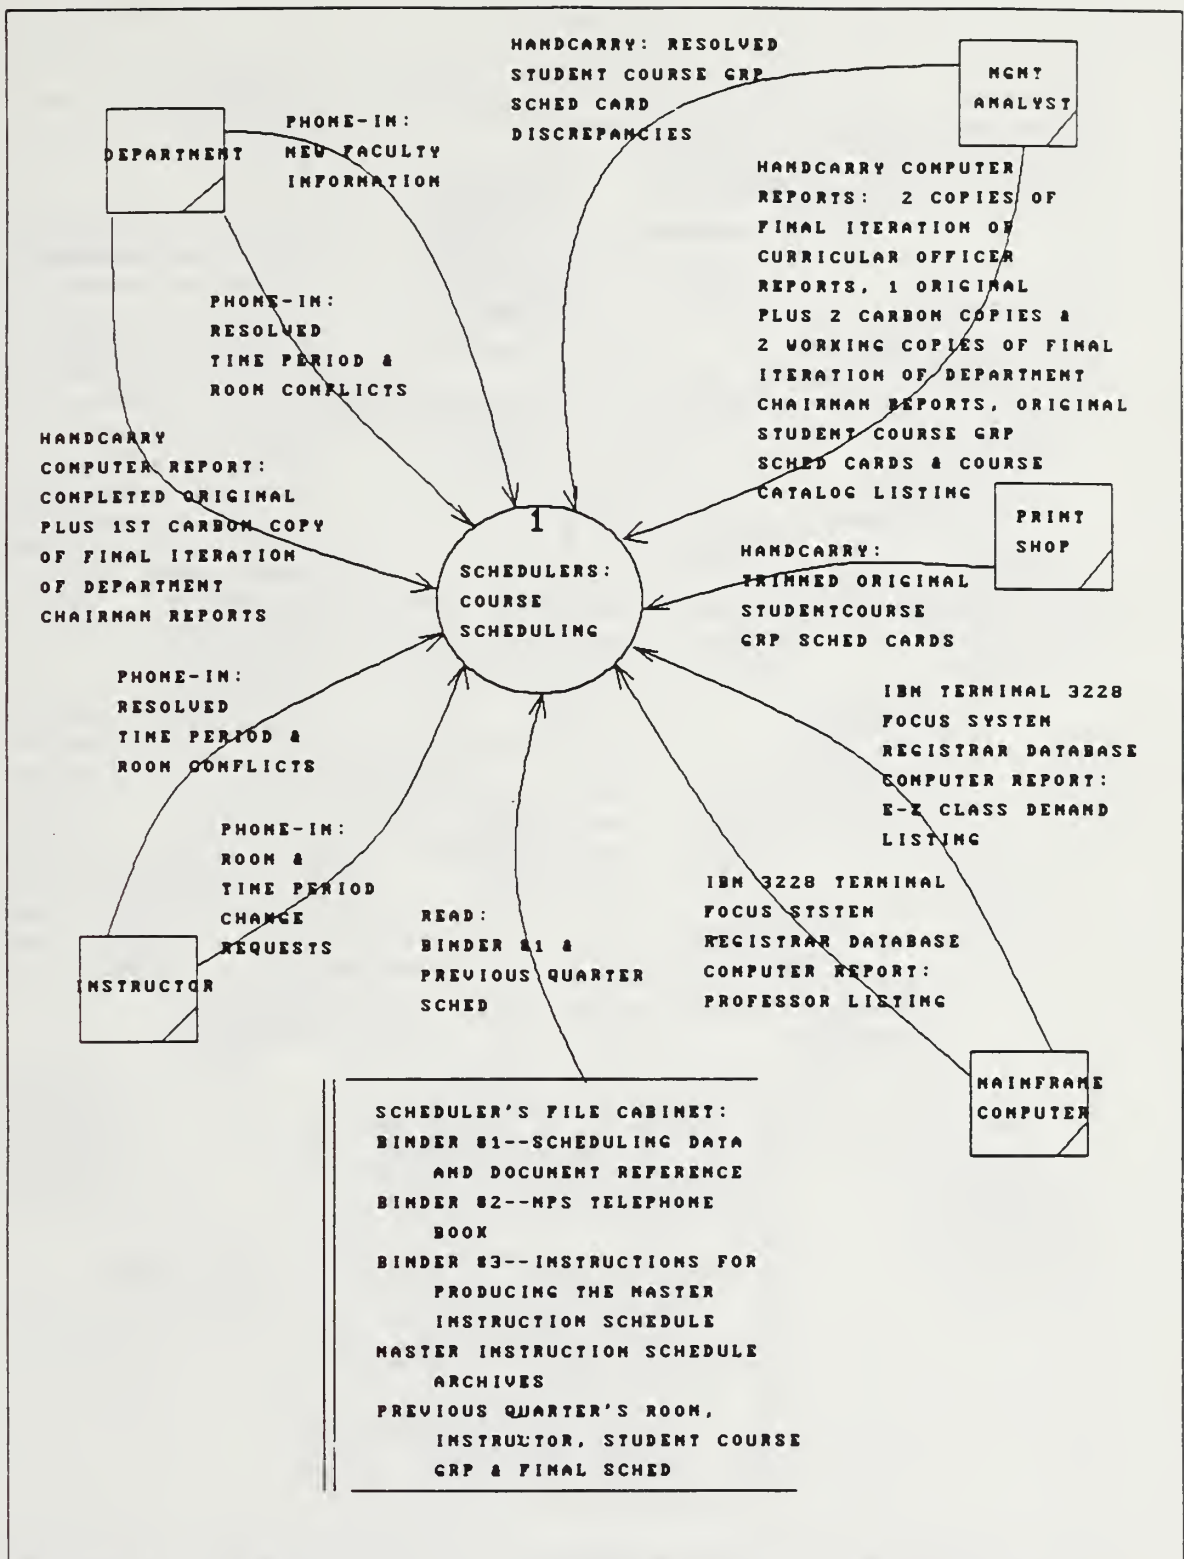 HANDCARRY: RESOLVED
STUDENT COURSE GRP
SCHED CARD
DISCREPANCIES
MGMT
ANALYST
DEPARTMENT
PHONE-IN:
NEW FACULTY
INFORMATION
HANDCARRY COMPUTER
REPORTS: 2 COPIES OF
FINAL ITERATION OF
CURRICULAR OFFICER
REPORTS, 1 ORIGINAL
PLUS 2 CARBON COPIES &
2 WORKING COPIES OF FINAL
ITERATION OF DEPARTMENT
CHAIRMAN REPORTS, ORIGINAL
STUDENT COURSE GRP
SCHED CARDS & COURSE
CATALOG LISTING
PHONE-IN:
RESOLVED
TIME PERIOD &
ROOM CONFLICTS
HANDCARRY
COMPUTER REPORT:
COMPLETED ORIGINAL
PLUS 1ST CARBON COPY
OF FINAL ITERATION
OF DEPARTMENT
CHAIRMAN REPORTS
1
SCHEDULERS:
COURSE
SCHEDULING
PRINT
SHOP
HANDCARRY:
TRIMMED ORIGINAL
STUDENTCOURSE
GRP SCHED CARDS
PHONE-IN:
RESOLVED
TIME PERIOD &
ROOM CONFLICTS
IBM TERMINAL 3228
FOCUS SYSTEM
REGISTRAR DATABASE
COMPUTER REPORT:
E-Z CLASS DEMAND
LISTING
PHONE-IN:
ROOM &
TIME PERIOD
CHANGE
REQUESTS
INSTRUCTOR
READ:
BINDER #1 &
PREVIOUS QUARTER
SCHED
IBM 3228 TERMINAL
FOCUS STSTEM
REGISTRAR DATABASE
COMPUTER REPORT:
PROFESSOR LISTING
MAINFRAME
COMPUTER
SCHEDULER'S FILE CABINET:
BINDER #1--SCHEDULING DATA
AND DOCUMENT REFERENCE
BINDER #2--NPS TELEPHONE
BOOK
BINDER #3--INSTRUCTIONS FOR
PRODUCING THE MASTER
INSTRUCTION SCHEDULE
MASTER INSTRUCTION SCHEDULE
ARCHIVES
PREVIOUS QUARTER'S ROOM,
INSTRUCTOR, STUDENT COURSE
GRP & FINAL SCHED